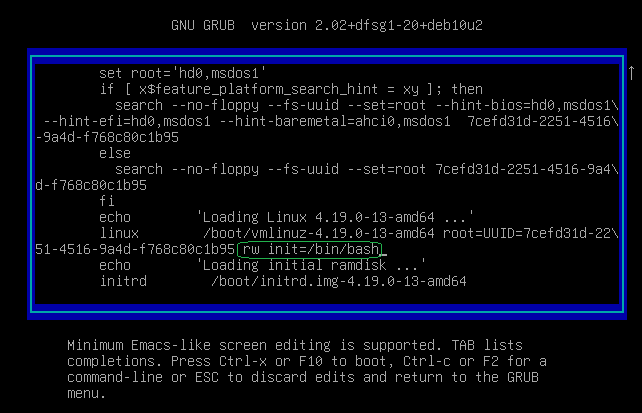 GNU GRUB  version 2.02+dfsg1-20+deb10u2
set root='hd0,msdos1'
if [ x$feature_platform_search_hint = xy ]; then
search --no-floppy --fs-uuid --set=root --hint-bios=hd0,msdos1\
--hint-efi=hd0,msdos1 --hint-baremetal=ahci0,msdos1  7cefd31d-2251-4516\
-9a4d-f768c80c1b95
else
search --no-floppy --fs-uuid --set=root 7cefd31d-2251-4516-9a4\
d-f768c80c1b95
fi
echo        'Loading Linux 4.19.0-13-amd64 ...'
linux        /boot/vmlinuz-4.19.0-13-amd64 root=UUID=7cefd31d-22\
51-4516-9a4d-f768c80c1b95 rw init=/bin/bash_
echo        'Loading initial ramdisk ...'
initrd        /boot/initrd.img-4.19.0-13-amd64
Minimum Emacs-like screen editing is supported. TAB lists
completions. Press Ctrl-x or F10 to boot, Ctrl-c or F2 for a
command-line or ESC to discard edits and return to the GRUB
menu.